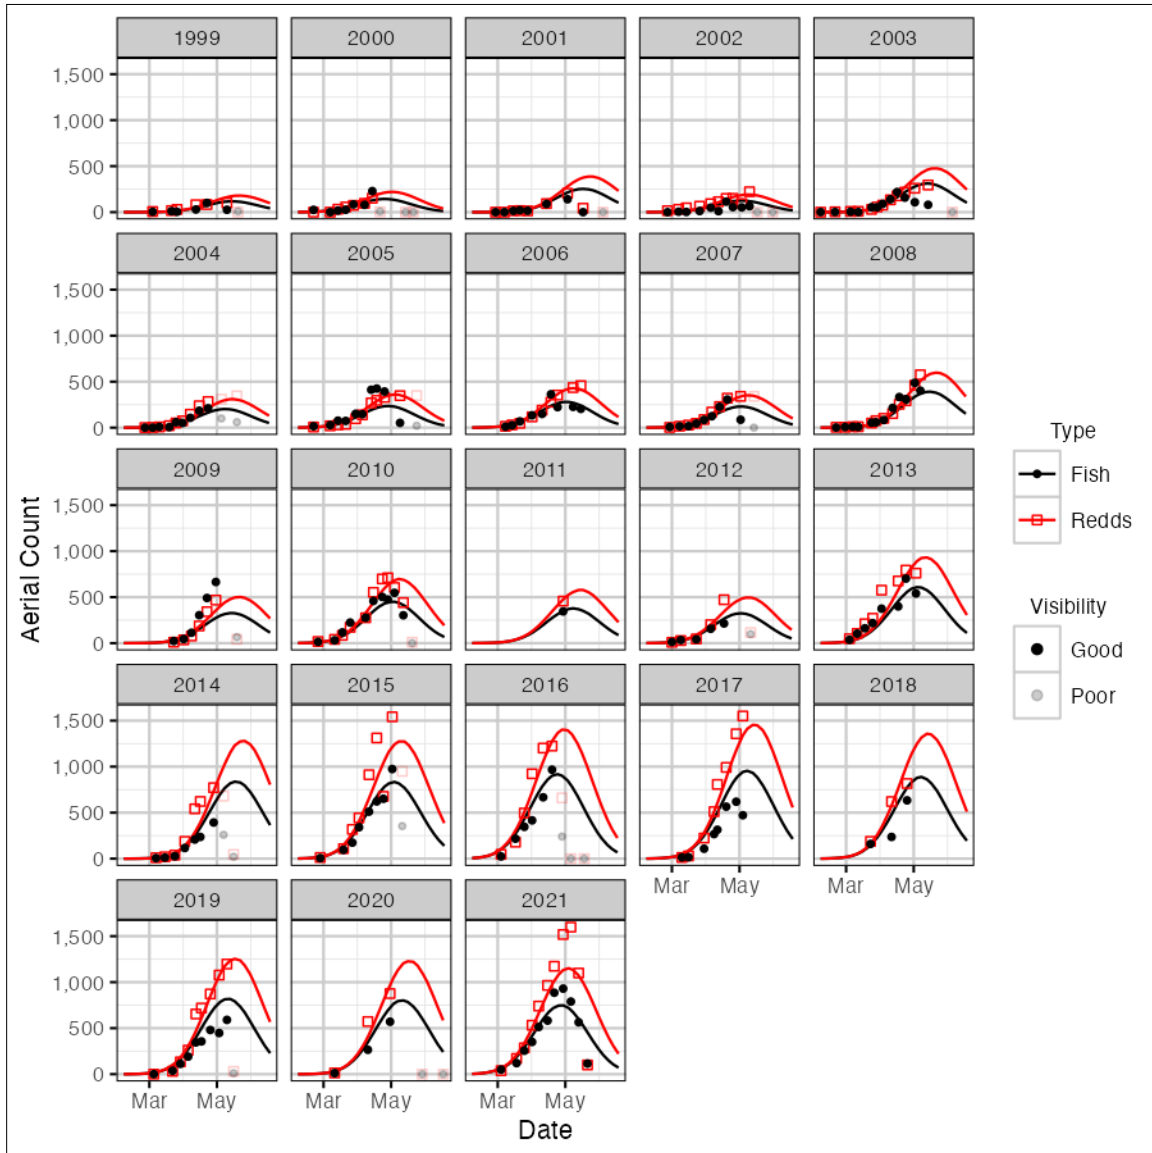 1999 2000 2001 2002 2003
1,500
1,000
500
0
2004 2005 2006 2007 2008
1,500
1,000
500
0
2009 2010 2011 2012 2013
1,500
1,000
500
0
2014 2015 2016 2017 2018
1,500
1,000
500
0
Mar May Mar May
2019 2020 2021
1,500
1,000
500
0
Mar May Mar May Mar May
Date
Aerial Count
Type
Fish
Redds
Visibility
Good
Poor